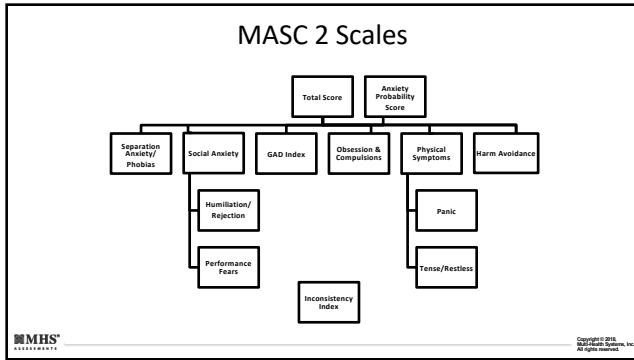 MASC 2 Scales
Total Score
Anxiety
Probability
Score
Separation
Anxiety/
Phobias
Social Anxiety
GAD Index
Obsession &
Compulsions
Physical
Symptoms
Harm Avoidance
Humiliation/
Rejection
Panic
Performance
Fears
Tense/Restless
Inconsistency
Index
MHS®
ASSESSMENTS
Copyright © 2018,
Multi-Health Systems, Inc.
All rights reserved.